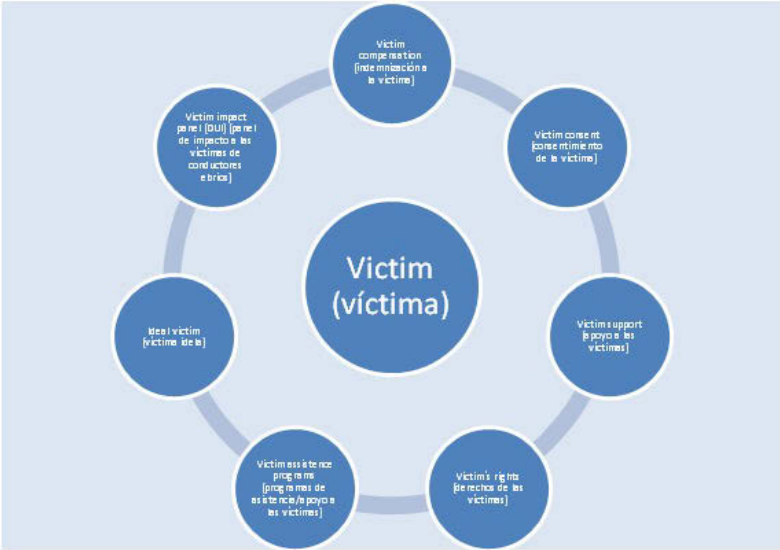 Victim
compensation
(indemnización a
la víctima)
Victim consent
(consentimiento
de la víctima)
Victim support
(apoyo a las
víctimas)
Victim's rights
(derechos de las
víctimas)
Victim assistence
programs
(programas de
asistencia/apoyo a
las víctimas)
Ideal victim
(víctima idela)
Victim impact
panel (DUI) (panel
de impacto a las
víctimas de
conductores
ebrios)
Victim
(víctima)